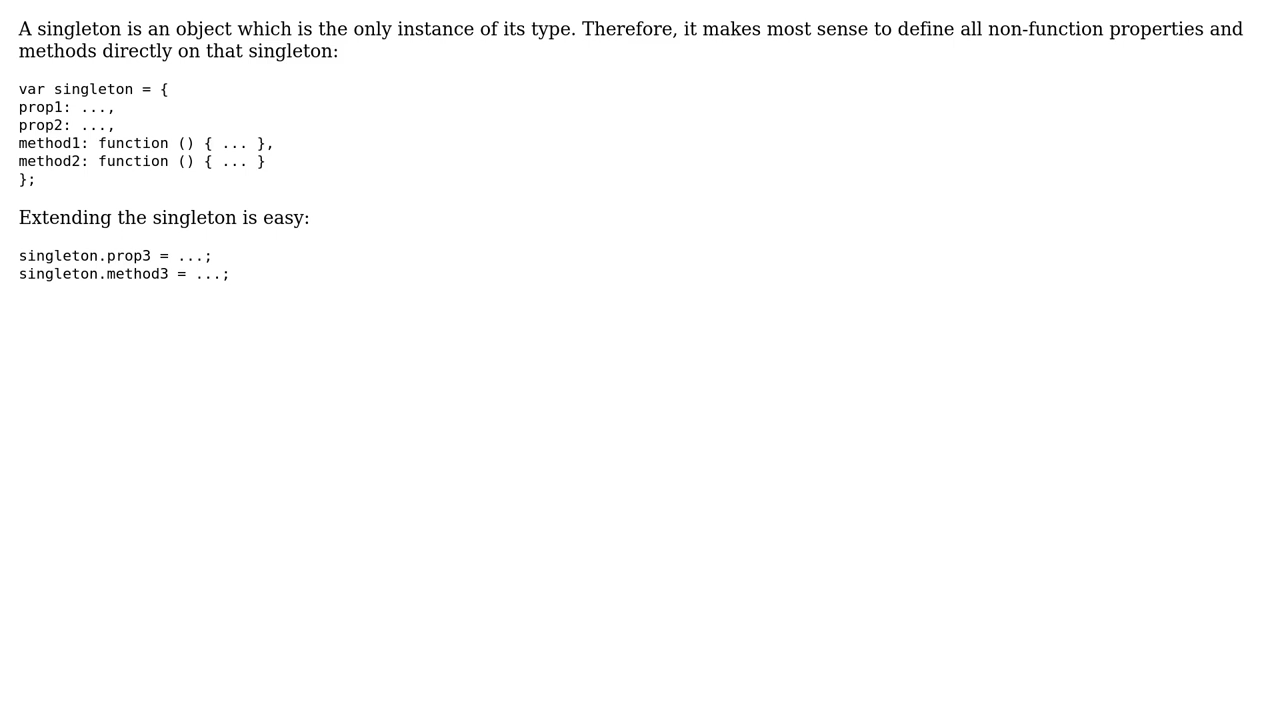 A singleton is an object which is the only instance of its type. Therefore, it makes most sense to define all non-function properties and
methods directly on that singleton:
var singleton = {
prop1: ...,
prop2: ...,
method1: function () { ... },
method2: function () { ... }
};
Extending the singleton is easy:
singleton.prop3 = ...;
singleton.method3 = ...;